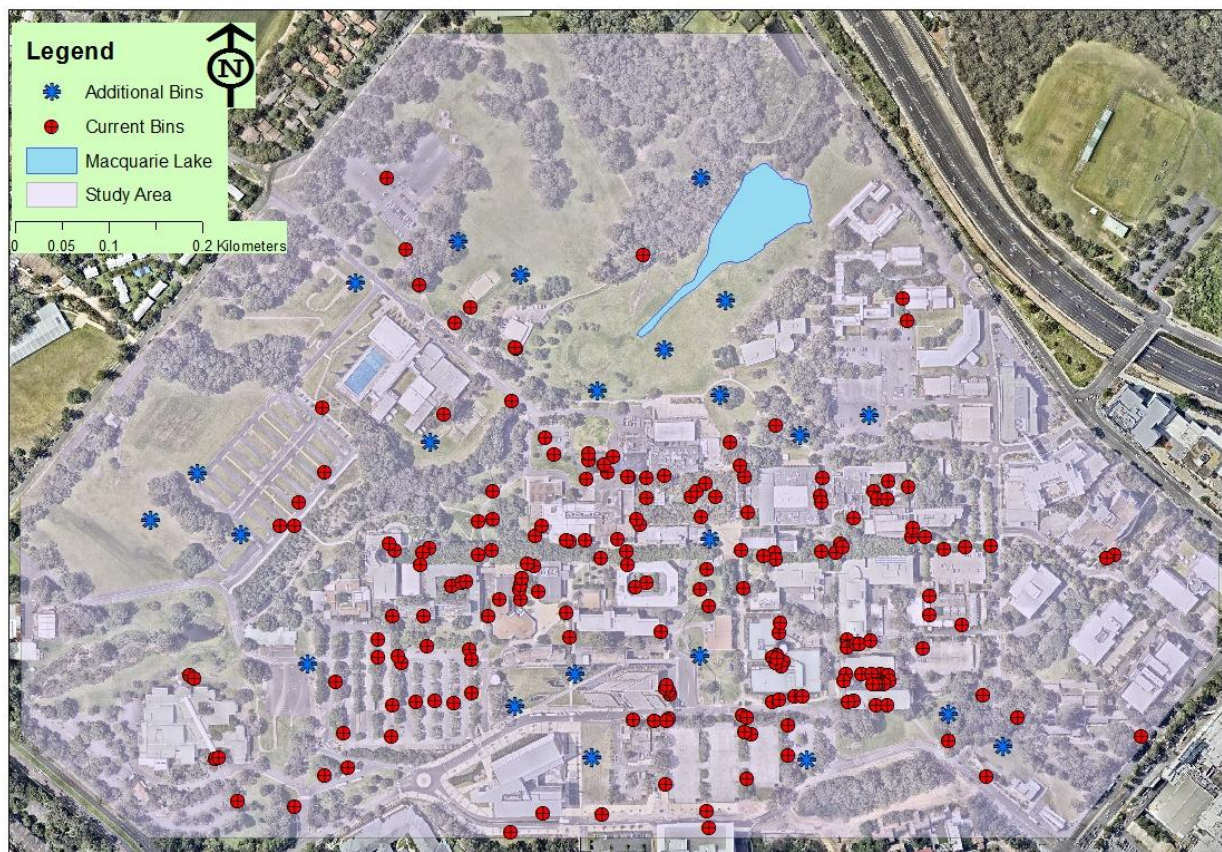 Legend
N
Additional Bins
Current Bins
Macquarie Lake
Study Area
0 0.05 0.1 0.2 Kilometers